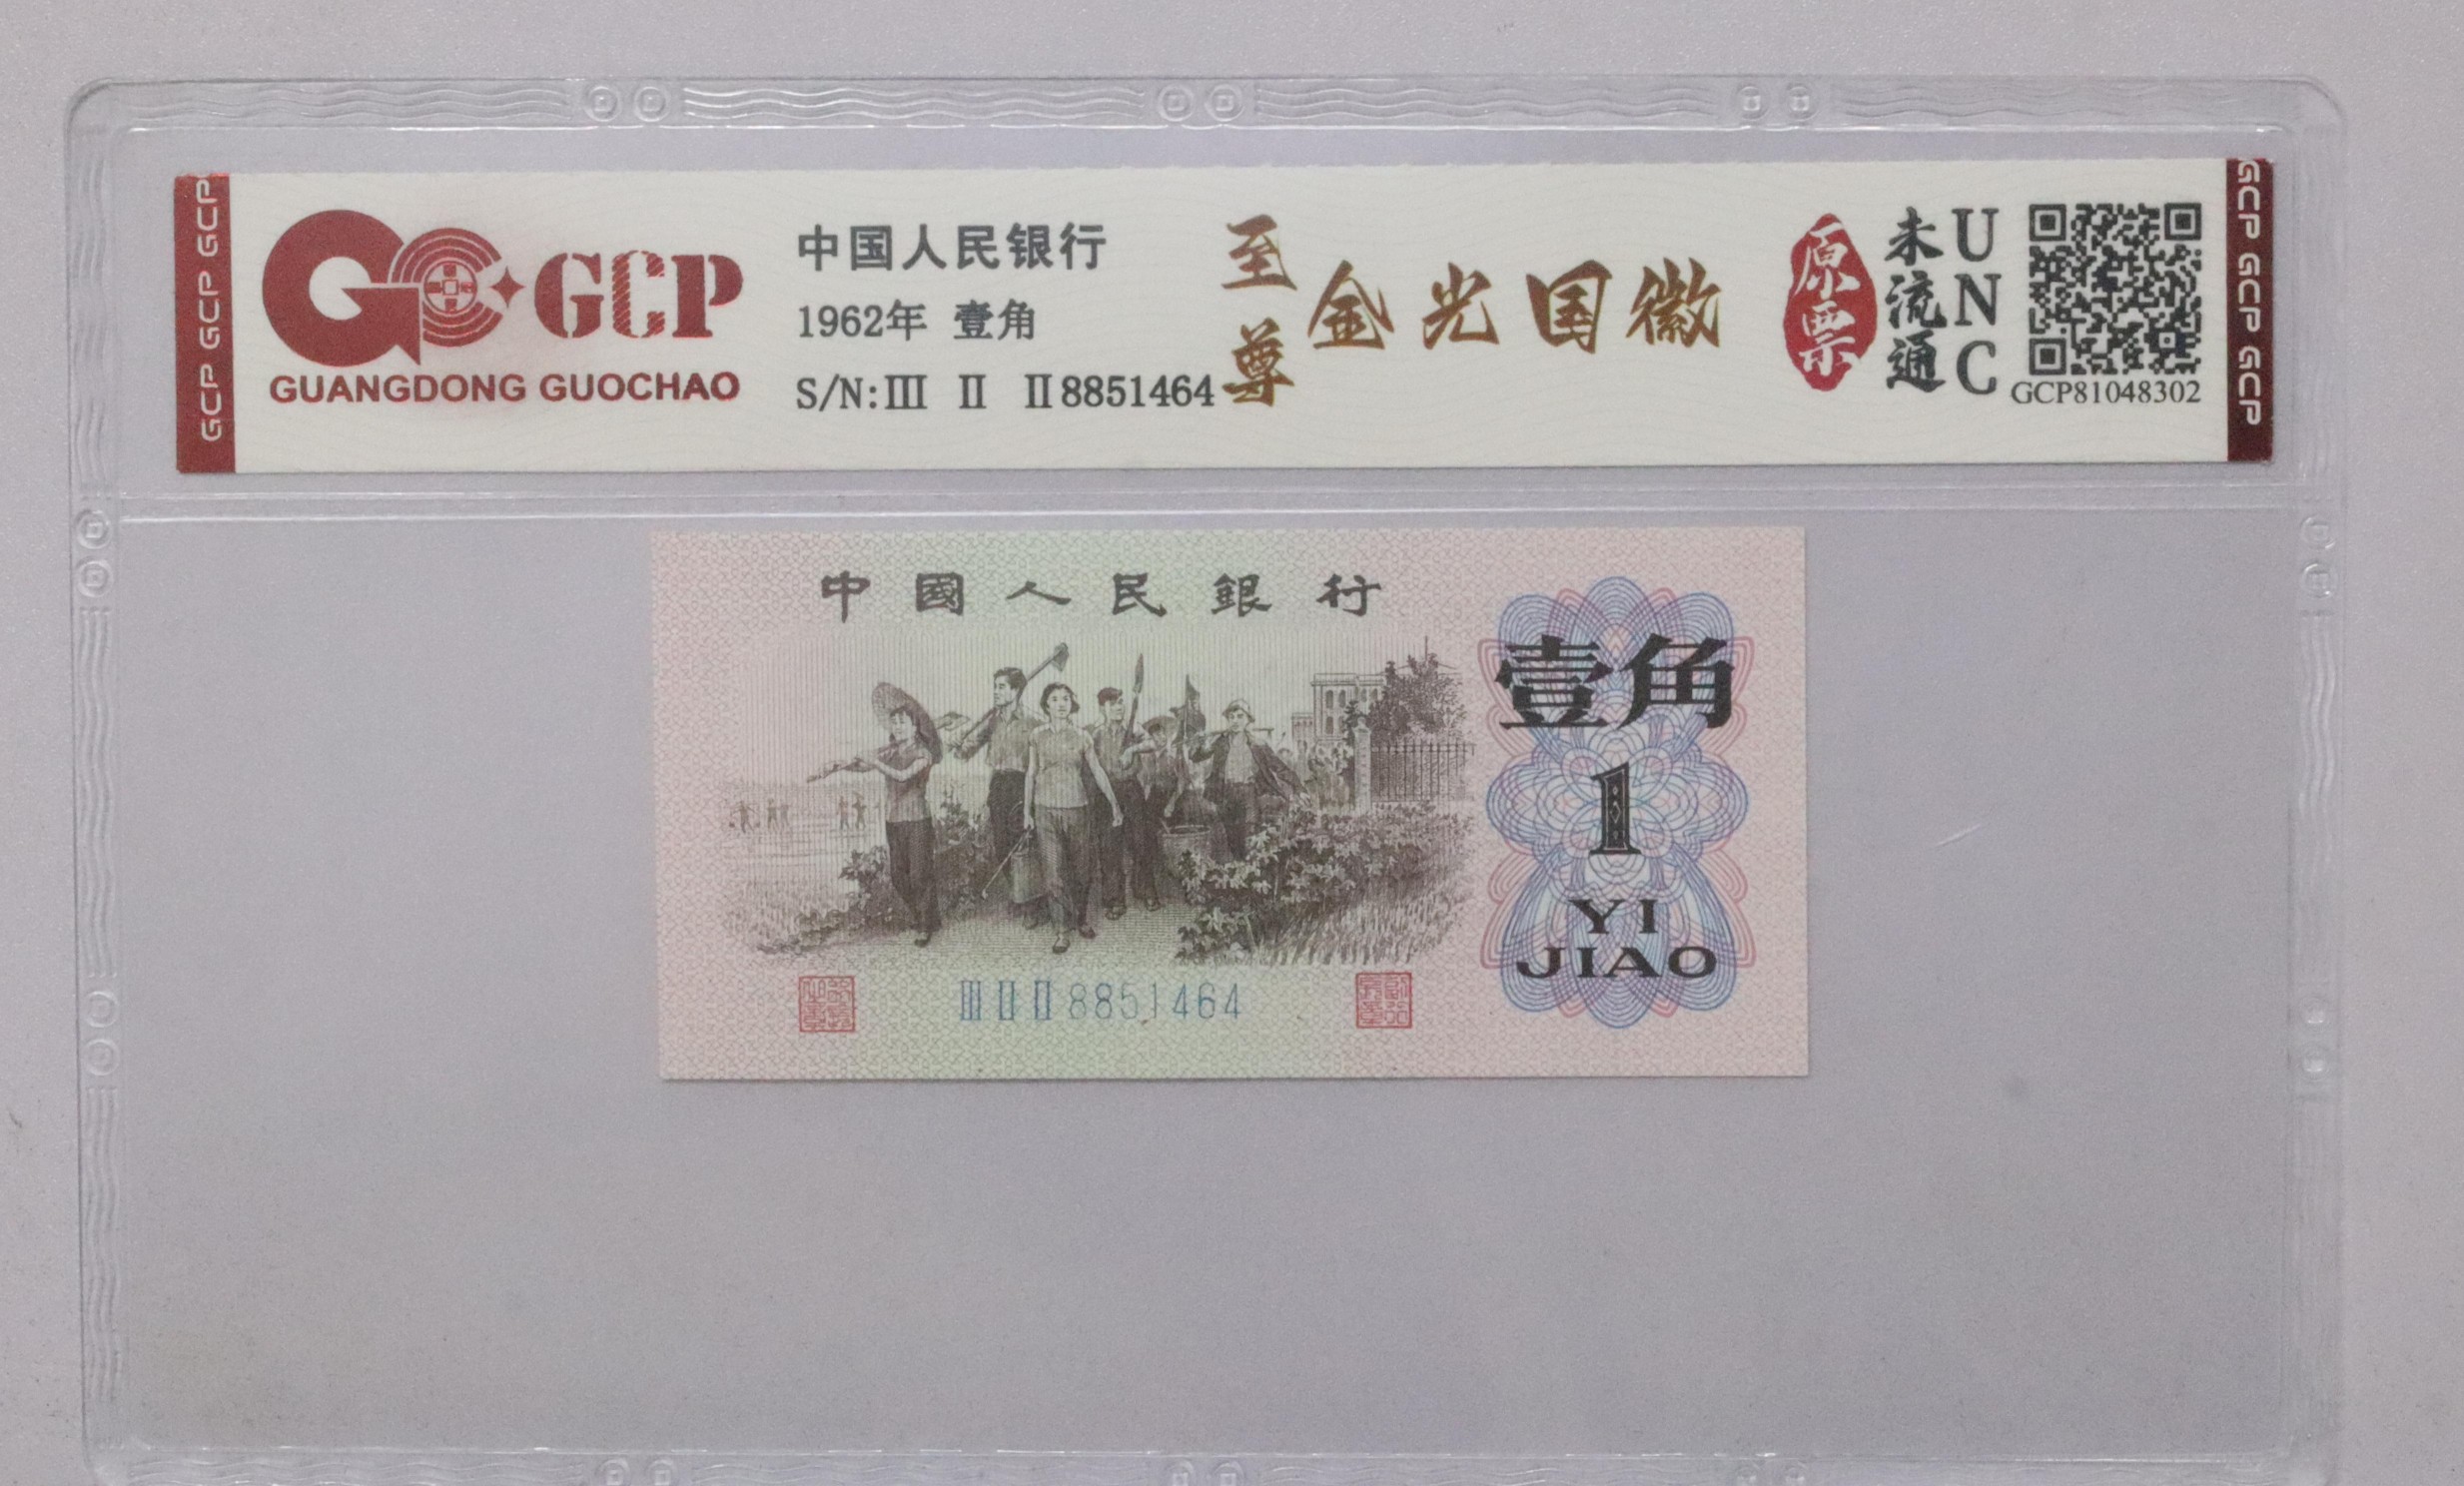 GCP GCP GCP
GCP
GUANGDONG GUOCHAO
中国人民银行
1962年 壹角
S/N:Ⅲ Ⅱ Ⅱ8851464
至尊
金光国徽
原票
未流通
UNC
GCP81048302
GCP GCP GCP
中國人民銀行
壹角
1
YI
JIAO
Ⅲ Ⅱ Ⅱ 8851464